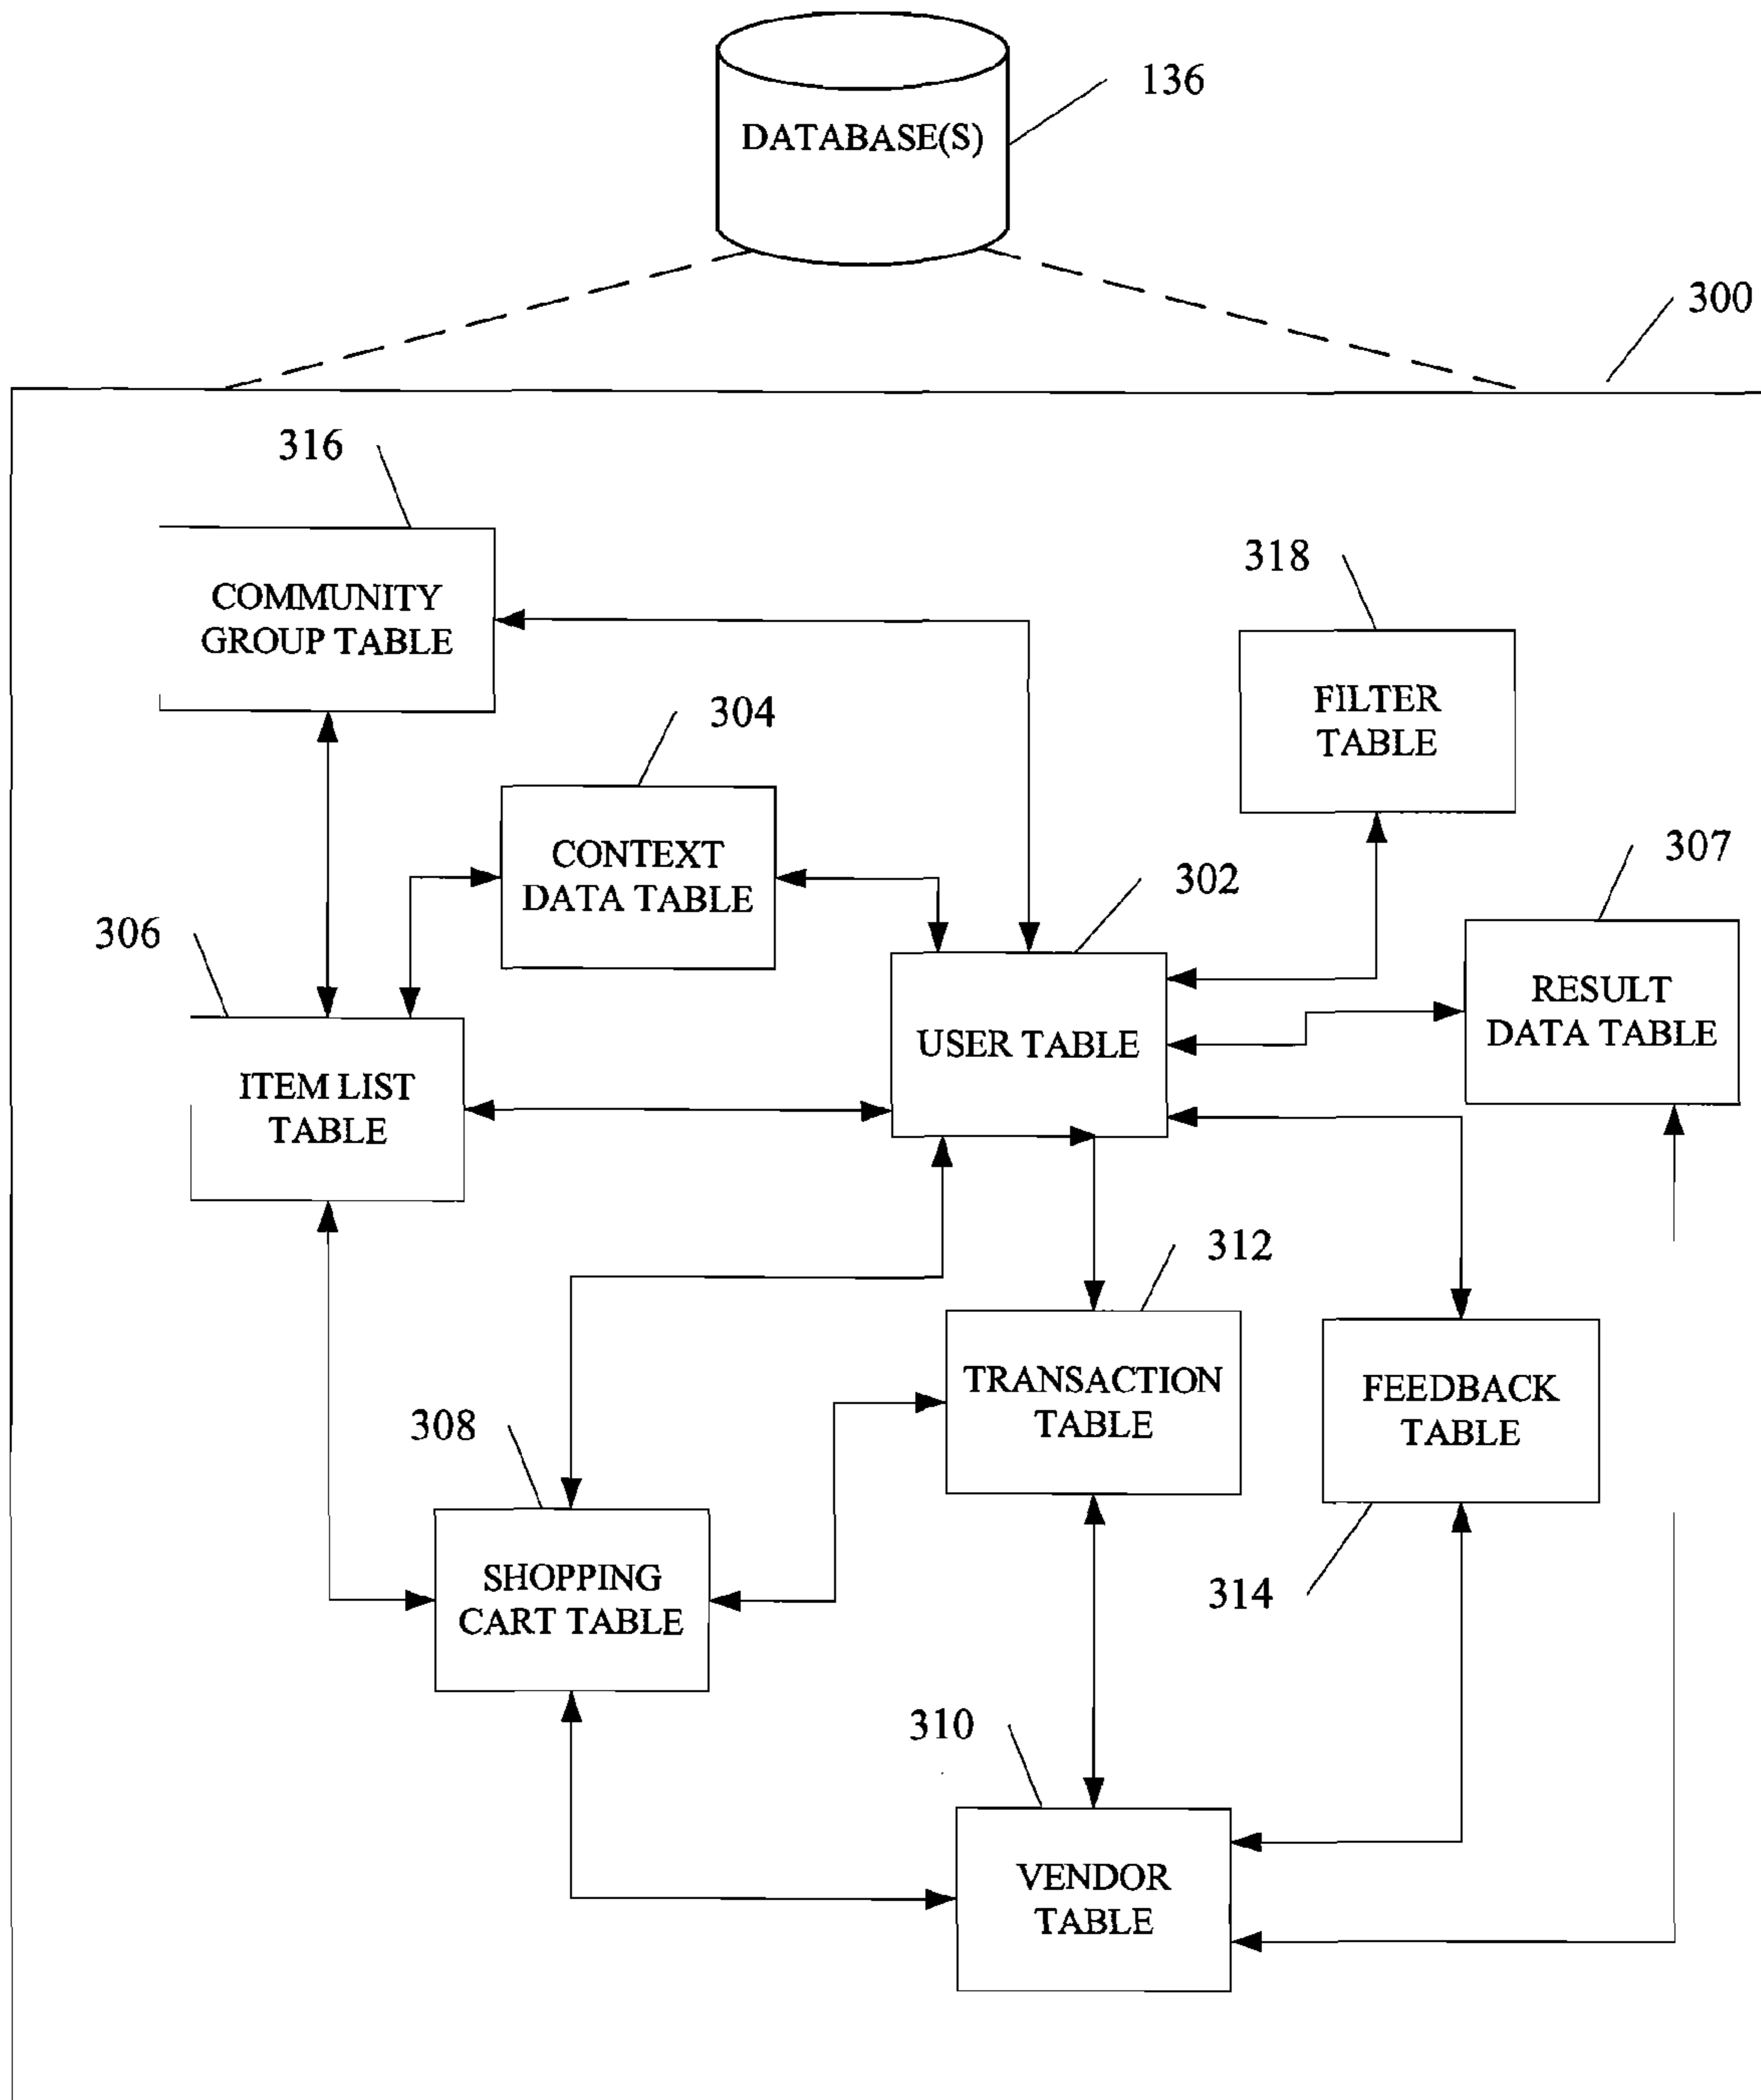 136
DATABASE(S)
300
316
COMMUNITY
GROUP TABLE
318
FILTER
TABLE
304
CONTEXT
DATA TABLE
302
307
306
USER TABLE
RESULT
DATA TABLE
ITEM LIST
TABLE
312
TRANSACTION
TABLE
FEEDBACK
TABLE
308
314
SHOPPING
CART TABLE
310
VENDOR
TABLE